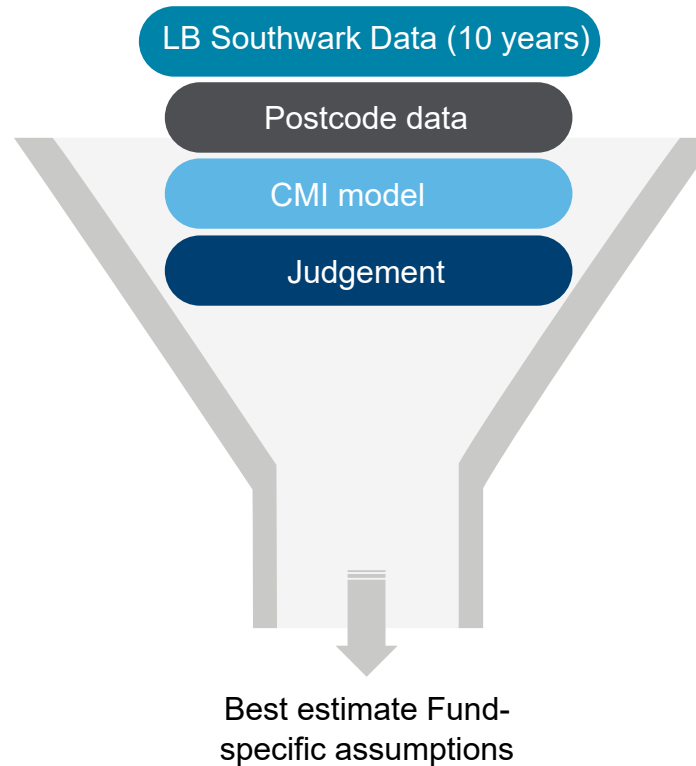 LB Southwark Data (10 years)
Postcode data
CMI model
Judgement
Best estimate Fund-
specific assumptions